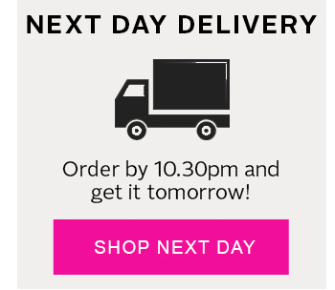 NEXT DAY DELIVERY
Order by 10.30pm and
get it tomorrow!
SHOP NEXT DAY